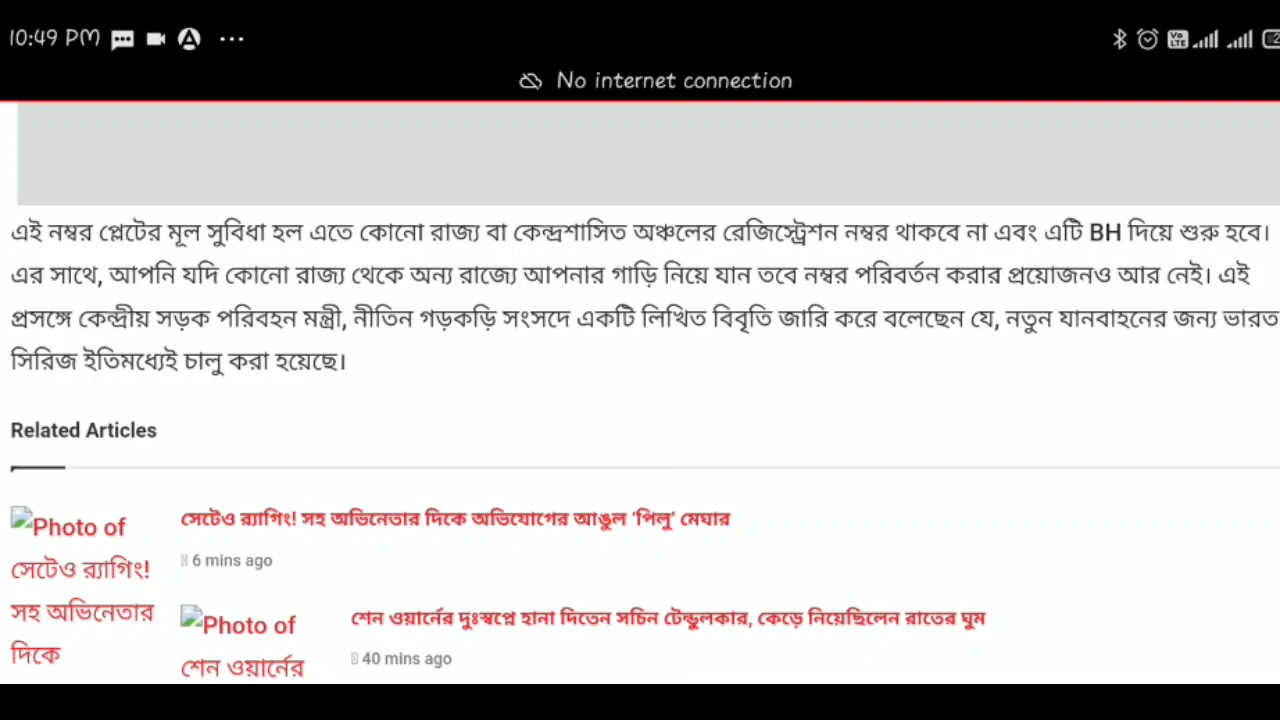 10:49 PM
No internet connection
এই নম্বর প্লেটের মূল সুবিধা হল এতে কোনো রাজ্য বা কেন্দ্রশাসিত অঞ্চলের রেজিস্ট্রেশন নম্বর থাকবে না এবং এটি BH দিয়ে শুরু হবে।
এর সাথে, আপনি যদি কোনো রাজ্য থেকে অন্য রাজ্যে আপনার গাড়ি নিয়ে যান তবে নম্বর পরিবর্তন করার প্রয়োজনও আর নেই। এই
প্রসঙ্গে কেন্দ্রীয় সড়ক পরিবহন মন্ত্রী, নীতিন গড়কড়ি সংসদে একটি লিখিত বিবৃতি জারি করে বলেছেন যে, নতুন যানবাহনের জন্য ভারত
সিরিজ ইতিমধ্যেই চালু করা হয়েছে।
Related Articles
Photo of
সেটেও র‍্যাগিং!
সহ অভিনেতার
দিকে
সেটেও র‍্যাগিং! সহ অভিনেতার দিকে অভিযোগের আঙুল ‘পিলু’ মেঘার
6 mins ago
Photo of
শেন ওয়ার্নের
শেন ওয়ার্নের দুঃস্বপ্নে হানা দিতেন সচিন টেন্ডুলকার, কেড়ে নিয়েছিলেন রাতের ঘুম
40 mins ago